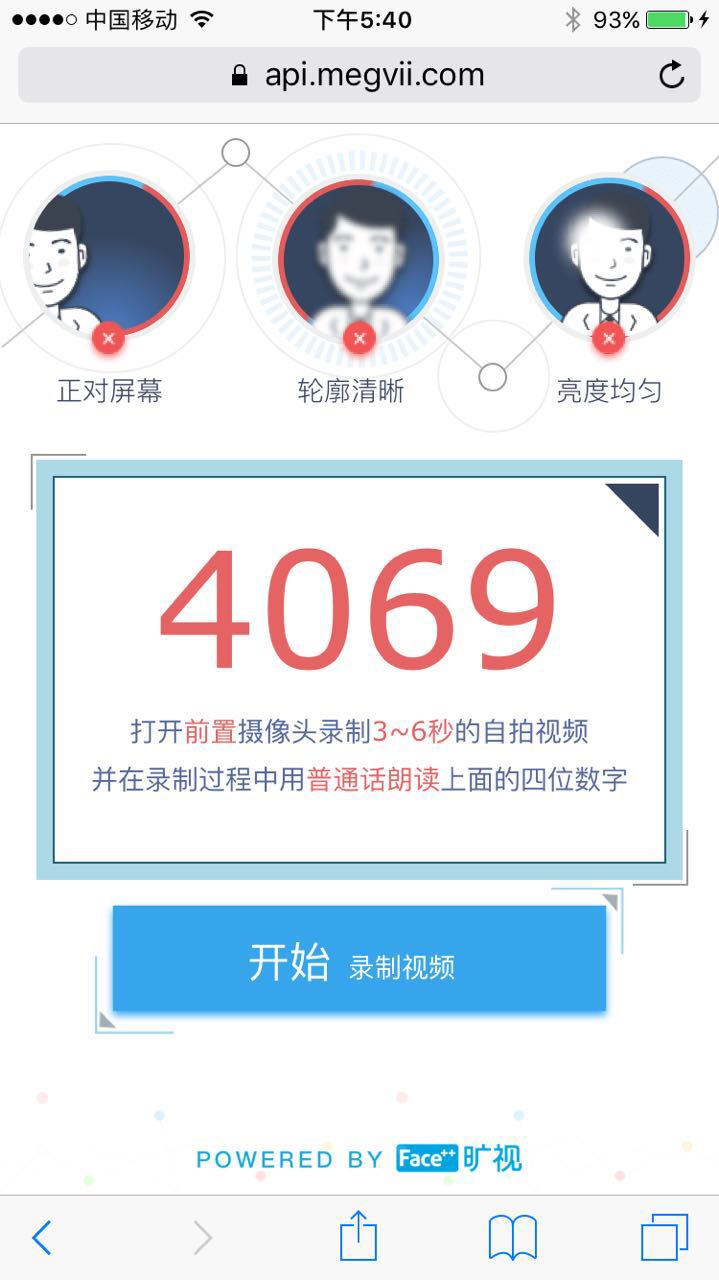 中国移动 下午5:40 93%
api.megvii.com
正对屏幕 轮廓清晰 亮度均匀
4069
打开前置摄像头录制3~6秒的自拍视频
并在录制过程中用普通话朗读上面的四位数字
开始 录制视频
POWERED BY Face++ 旷视